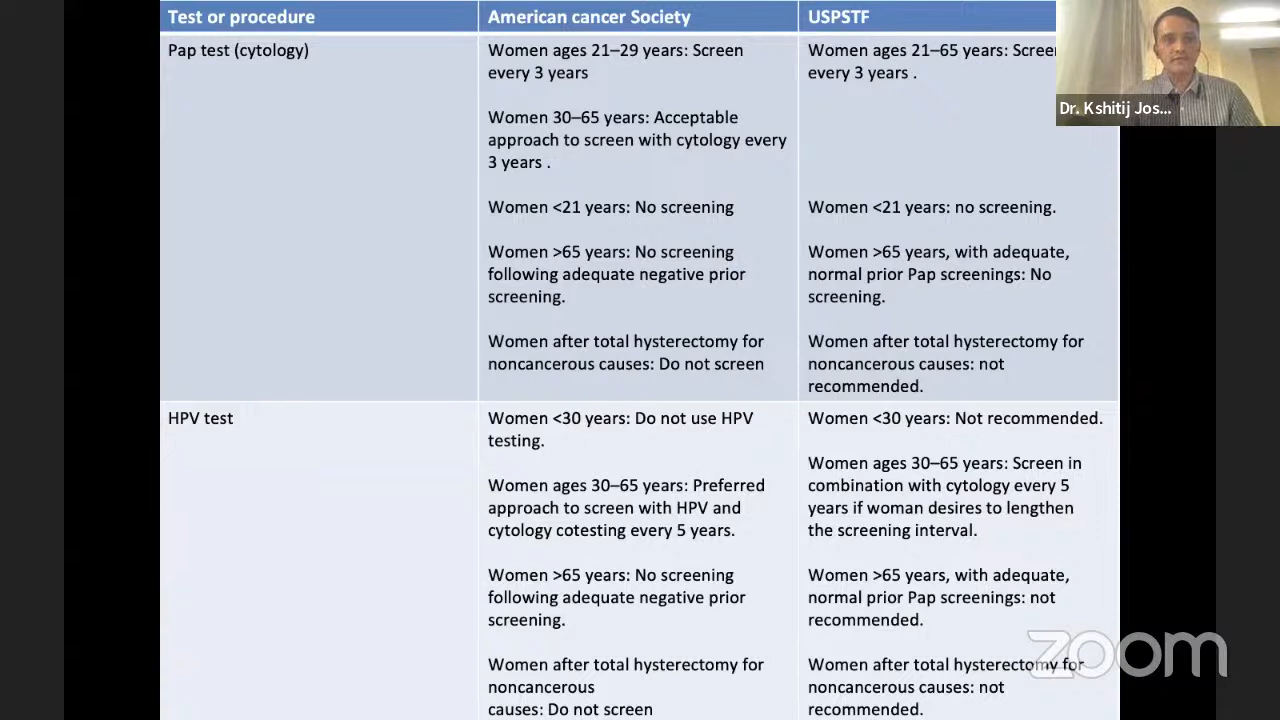 Test or procedure
American cancer Society
USPSTF
Pap test (cytology)
Women ages 21–29 years: Screen
every 3 years
Women 30–65 years: Acceptable
approach to screen with cytology every
3 years .
Women <21 years: No screening
Women >65 years: No screening
following adequate negative prior
screening.
Women after total hysterectomy for
noncancerous causes: Do not screen
Women ages 21–65 years: Screen
every 3 years .
Women <21 years: no screening.
Women >65 years, with adequate,
normal prior Pap screenings: No
screening.
Women after total hysterectomy for
noncancerous causes: not
recommended.
HPV test
Women <30 years: Do not use HPV
testing.
Women ages 30–65 years: Preferred
approach to screen with HPV and
cytology cotesting every 5 years.
Women >65 years: No screening
following adequate negative prior
screening.
Women after total hysterectomy for
noncancerous
causes: Do not screen
Women <30 years: Not recommended.
Women ages 30–65 years: Screen in
combination with cytology every 5
years if woman desires to lengthen
the screening interval.
Women >65 years, with adequate,
normal prior Pap screenings: not
recommended.
Women after total hysterectomy for
noncancerous causes: not
recommended.
Dr. Kshitij Jos...
zoom